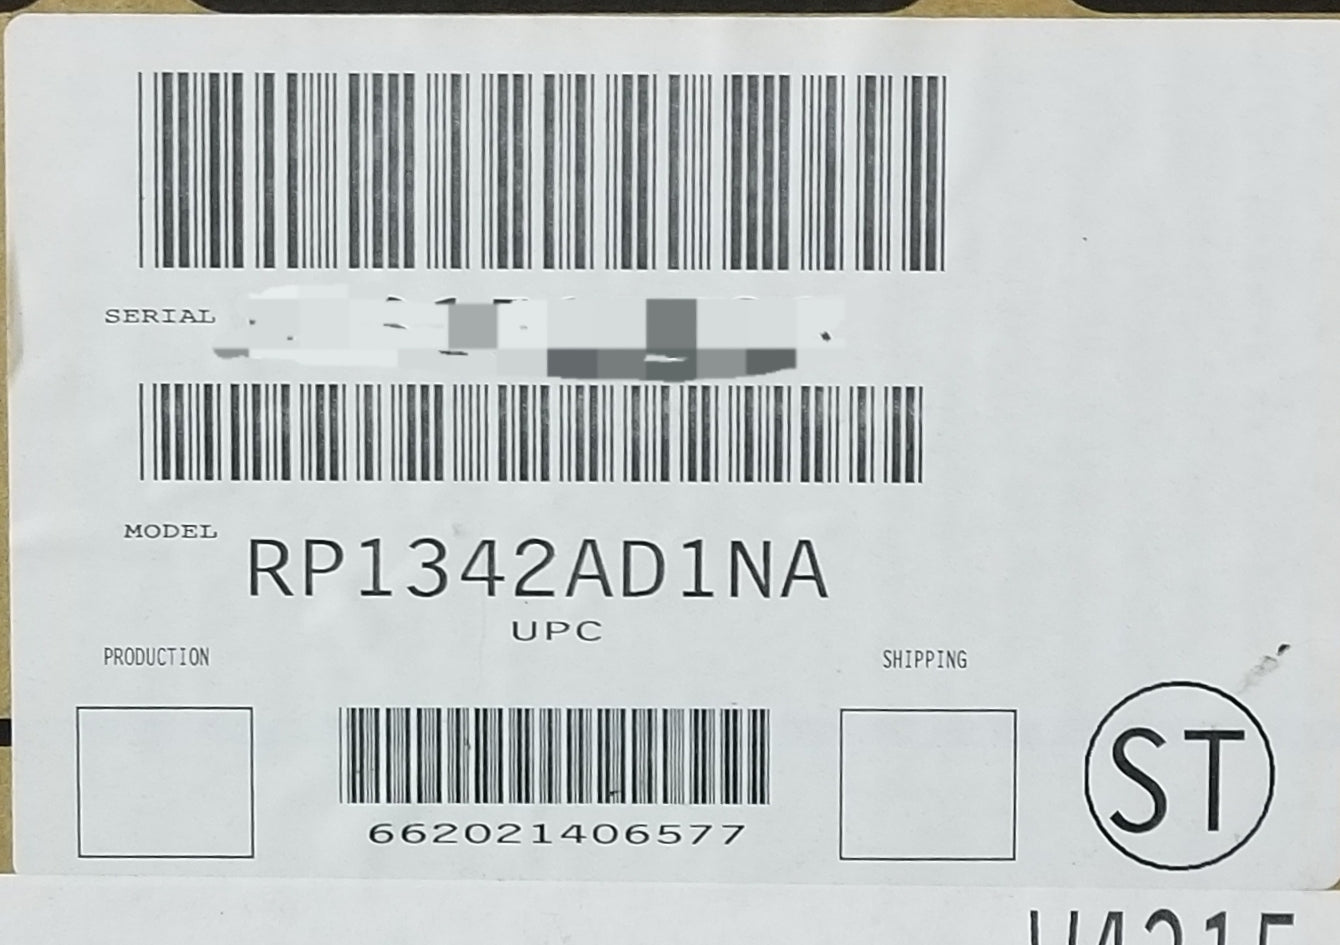 SERIAL
MODEL RP1342AD1NA
UPC
PRODUCTION
SHIPPING
ST
662021406577